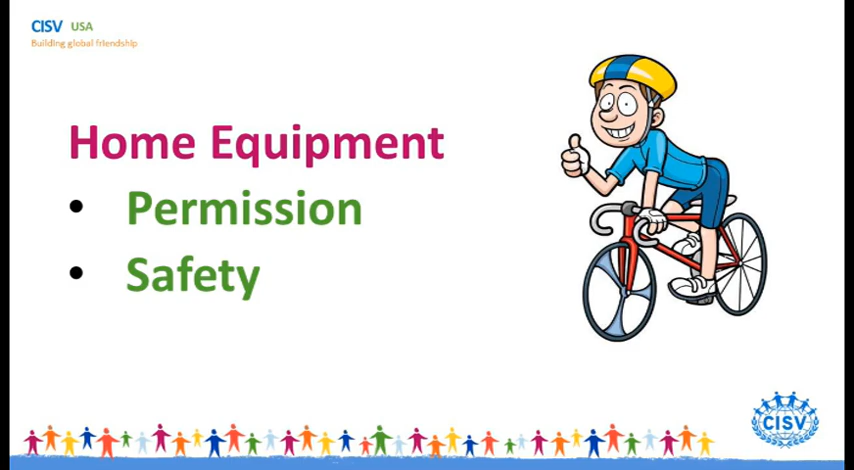 CISV USA
Building global friendship
Home Equipment
• Permission
• Safety
CISV